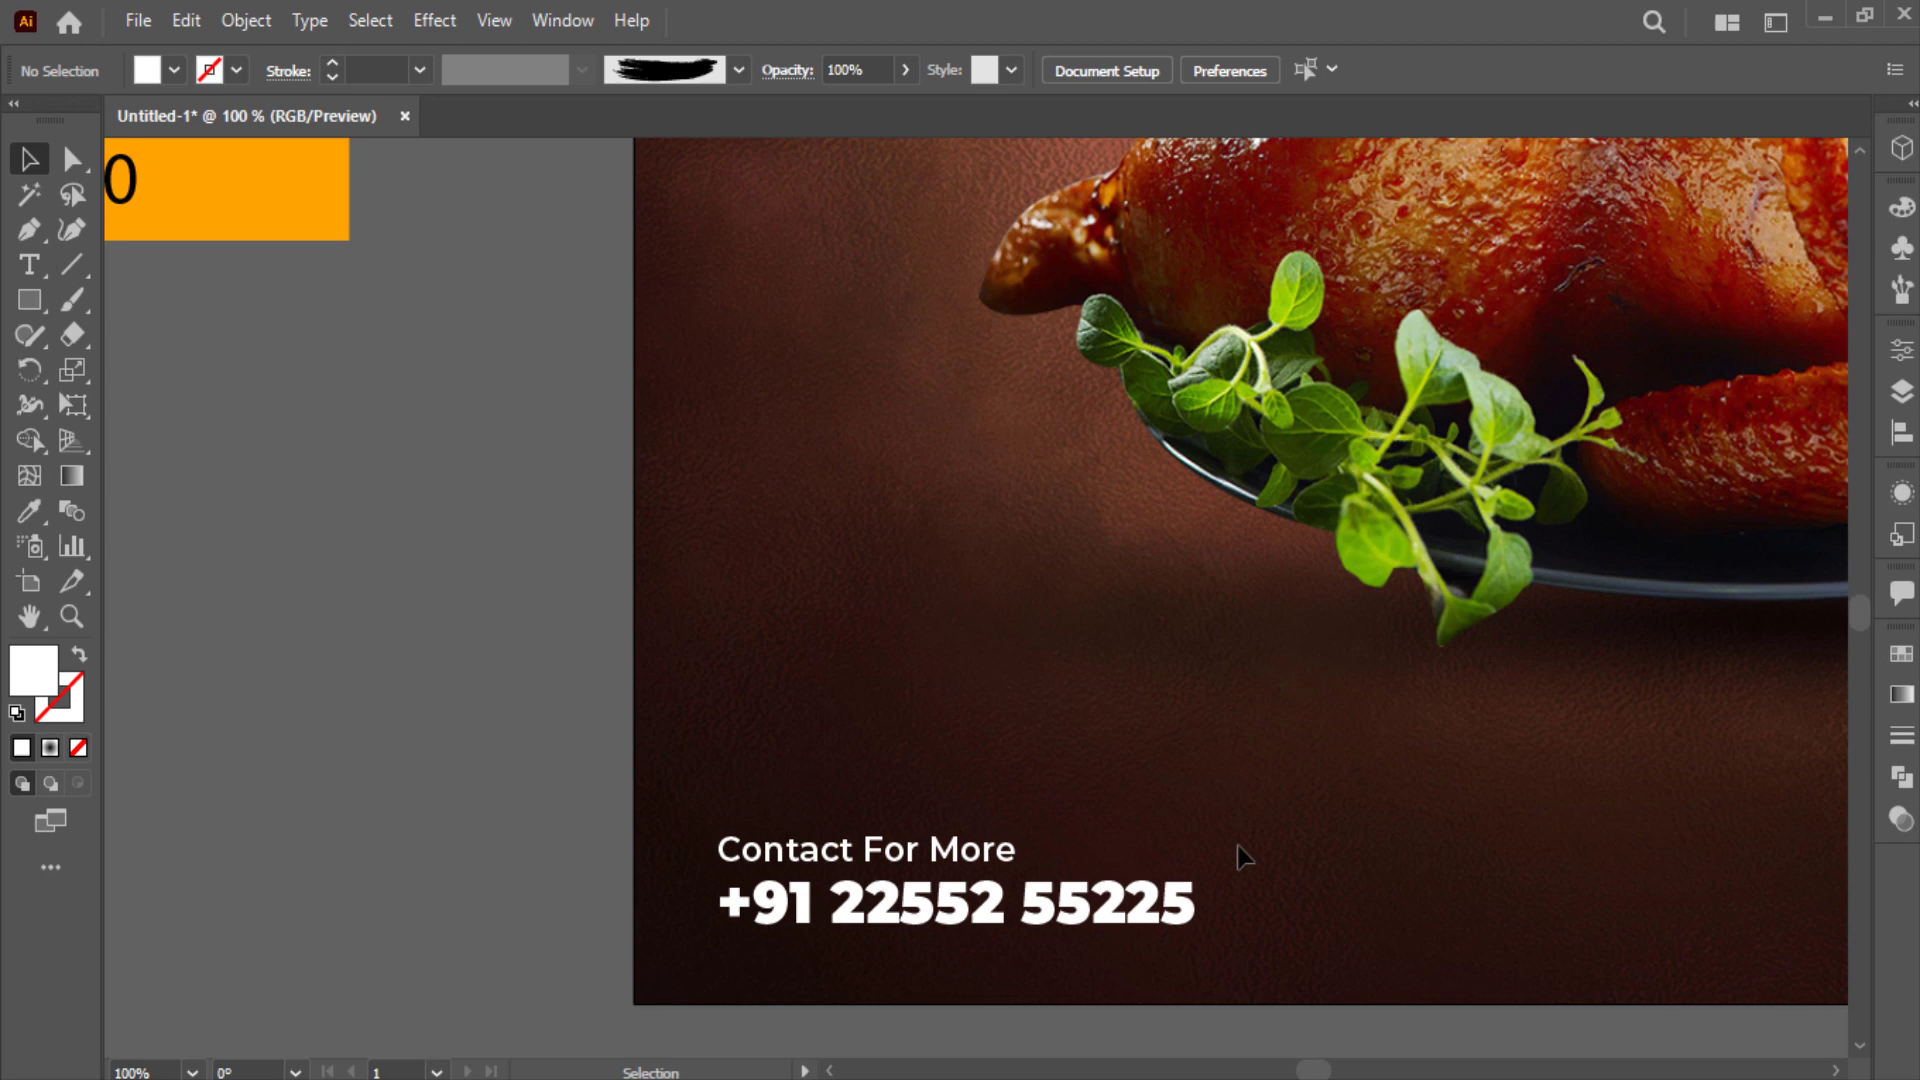 Ai File Edit Object Type Select Effect View Window Help
No Selection Stroke: Opacity: 100% Style: Document Setup Preferences
Untitled-1* @ 100 % (RGB/Preview) ×
0
Contact For More
+91 22552 55225
100% 0° 1 Selection